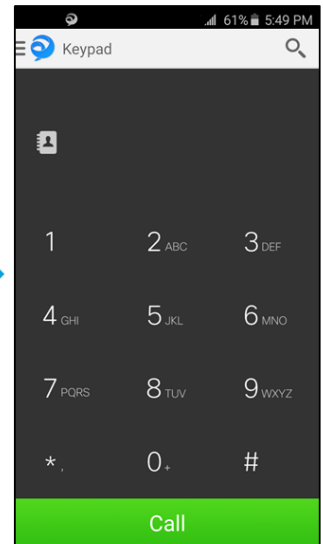 61% 5:49 PM
Keypad
1 2 ABC 3 DEF
4 GHI 5 JKL 6 MNO
7 PQRS 8 TUV 9 WXYZ
* , 0 + #
Call